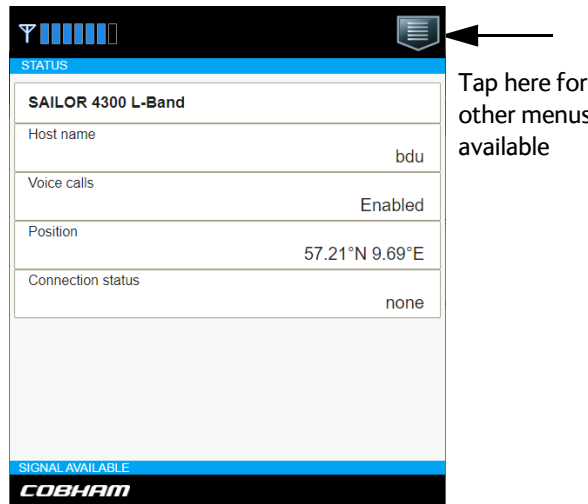 STATUS
SAILOR 4300 L-Band
Host name
bdu
Voice calls
Enabled
Position
57.21°N 9.69°E
Connection status
none
SIGNAL AVAILABLE
COBHAM
Tap here for
other menus
available